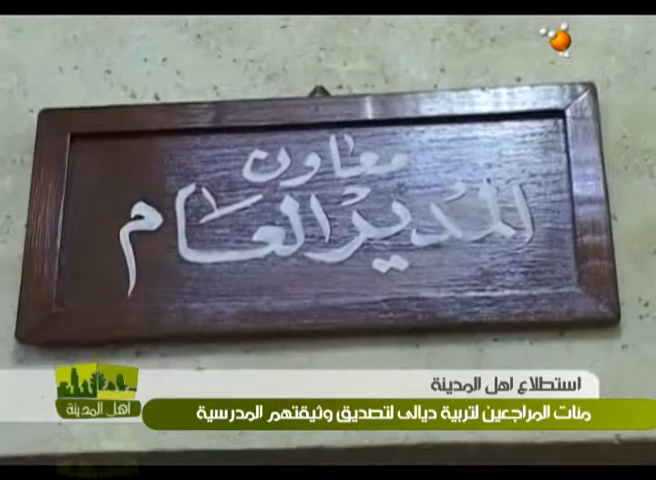 معاون
المدير العام
استطلاع اهل المدينة
مئات المراجعين لتربية ديالى لتصديق وثيقتهم المدرسية
اهل المدينة